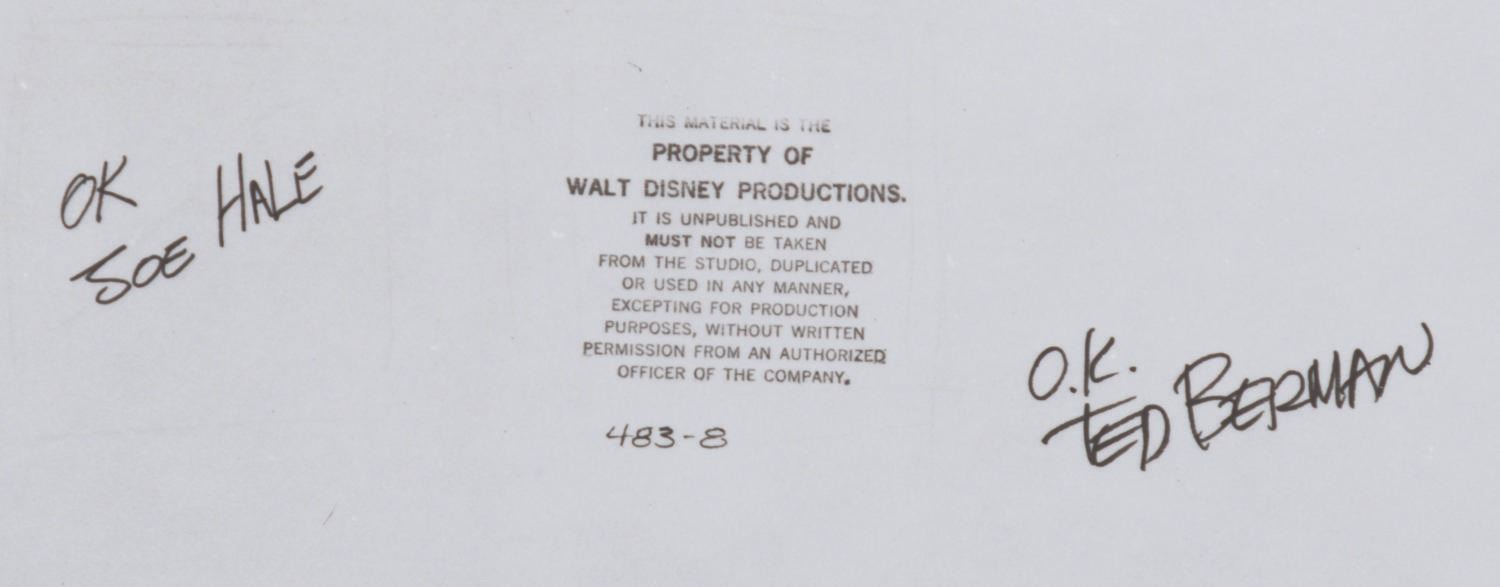 OK
JOE HALE
THIS MATERIAL IS THE
PROPERTY OF
WALT DISNEY PRODUCTIONS.
IT IS UNPUBLISHED AND
MUST NOT BE TAKEN
FROM THE STUDIO, DUPLICATED
OR USED IN ANY MANNER,
EXCEPTING FOR PRODUCTION
PURPOSES, WITHOUT WRITTEN
PERMISSION FROM AN AUTHORIZED
OFFICER OF THE COMPANY.
483-8
O.K.
TED BERMAN